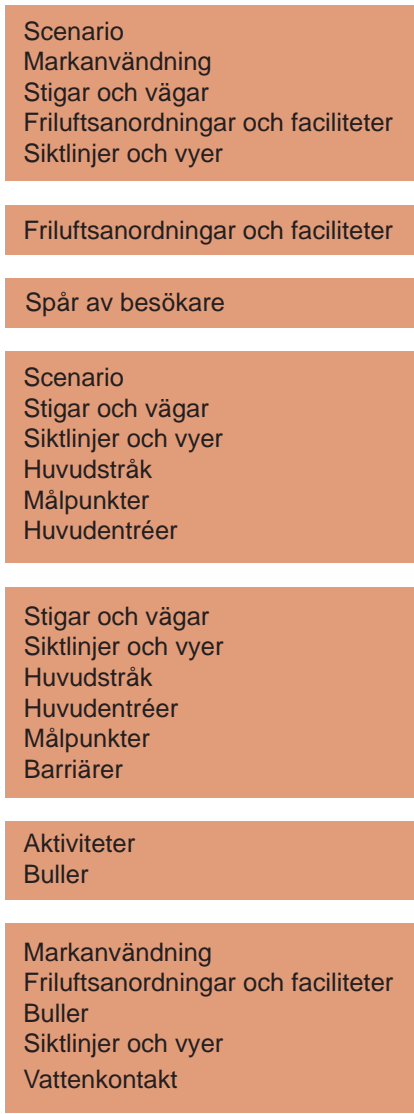 Scenario
Markanvändning
Stigar och vägar
Friluftsanordningar och faciliteter
Siktlinjer och vyer
Friluftsanordningar och faciliteter
Spår av besökare
Scenario
Stigar och vägar
Siktlinjer och vyer
Huvudstråk
Målpunkter
Huvudentréer
Stigar och vägar
Siktlinjer och vyer
Huvudstråk
Huvudentréer
Målpunkter
Barriärer
Aktiviteter
Buller
Markanvändning
Friluftsanordningar och faciliteter
Buller
Siktlinjer och vyer
Vattenkontakt